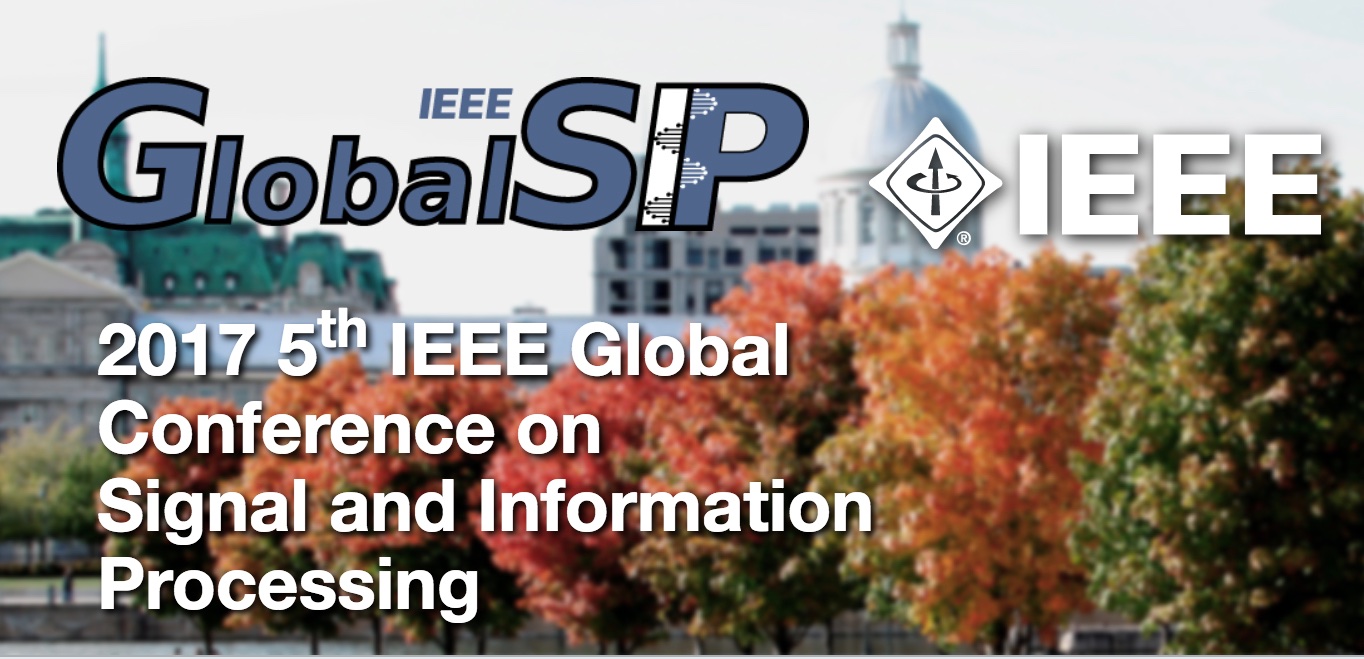 IEEE
GlobalSIP
® IEEE
2017 5th IEEE Global
Conference on
Signal and Information
Processing